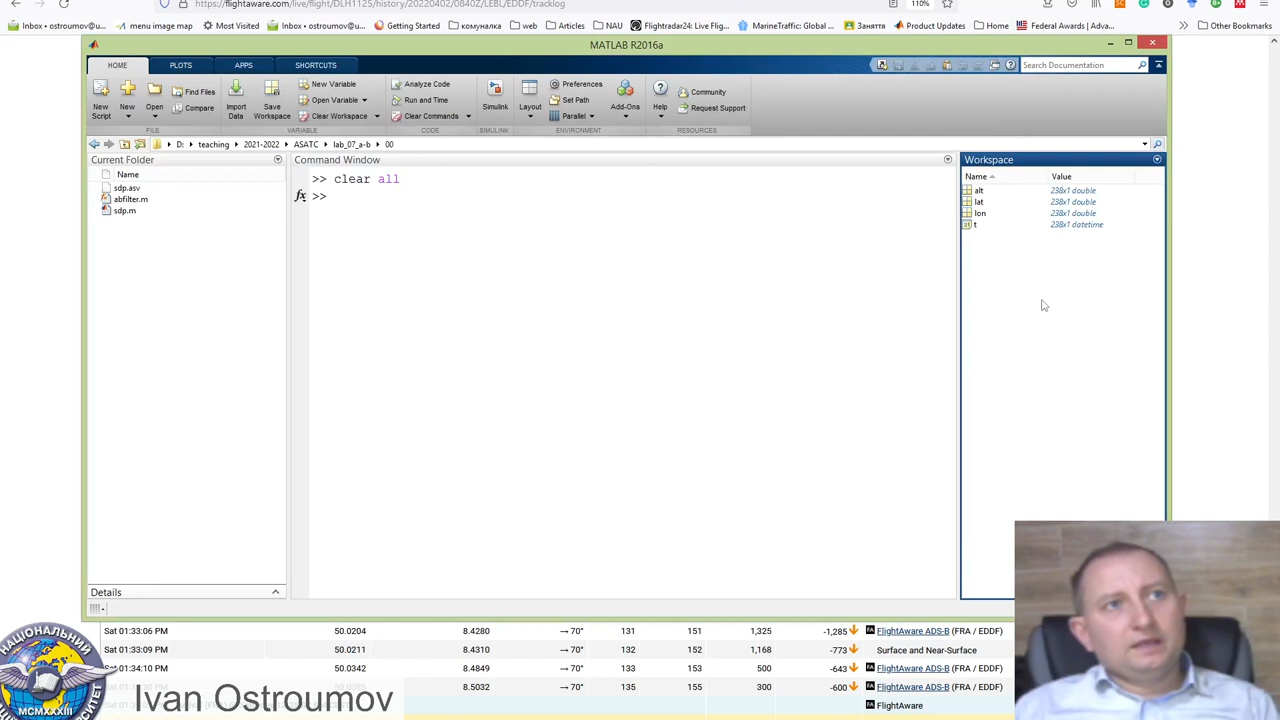 https://flightaware.com/live/flight/DLH1125/history/20220402/0840Z/LEBL/EDDF/tracklog
110%
Inbox • ostroumov@u...
menu image map
Most Visited
Inbox • ostroumov@u...
Getting Started
комуналка
web
Articles
NAU
Flightradar24: Live Flig...
MarineTraffic: Global ...
Заняття
Product Updates
Home
Federal Awards | Adva...
Other Bookmarks
MATLAB R2016a
HOME PLOTS APPS SHORTCUTS
Search Documentation
New Script
New
Open
Find Files
Compare
Import Data
Save Workspace
New Variable
Open Variable
Clear Workspace
Analyze Code
Run and Time
Clear Commands
Simulink
Layout
Preferences
Set Path
Parallel
Add-Ons
Help
Community
Request Support
FILE VARIABLE CODE SIMULINK ENVIRONMENT RESOURCES
D: teaching 2021-2022 ASATC lab_07_a-b 00
Current Folder
Name
sdp.asv
abfilter.m
sdp.m
Details
Command Window
>> clear all
fx >>
Workspace
Name Value
alt 238x1 double
lat 238x1 double
lon 238x1 double
t 238x1 datetime
Sat 01:33:06 PM 50.0204 8.4280 → 70° 131 151 1,325 -1,285 FlightAware ADS-B (FRA / EDDF)
Sat 01:33:09 PM 50.0211 8.4310 → 70° 132 152 1,168 -773 Surface and Near-Surface
Sat 01:34:10 PM 50.0342 8.4849 → 70° 133 153 500 -643 FlightAware ADS-B (FRA / EDDF)
8.5032 → 70° 135 155 300 -600 FlightAware ADS-B (FRA / EDDF)
FlightAware
НАЦІОНАЛЬНИЙ
MCMXXXIII
Ivan Ostroumov